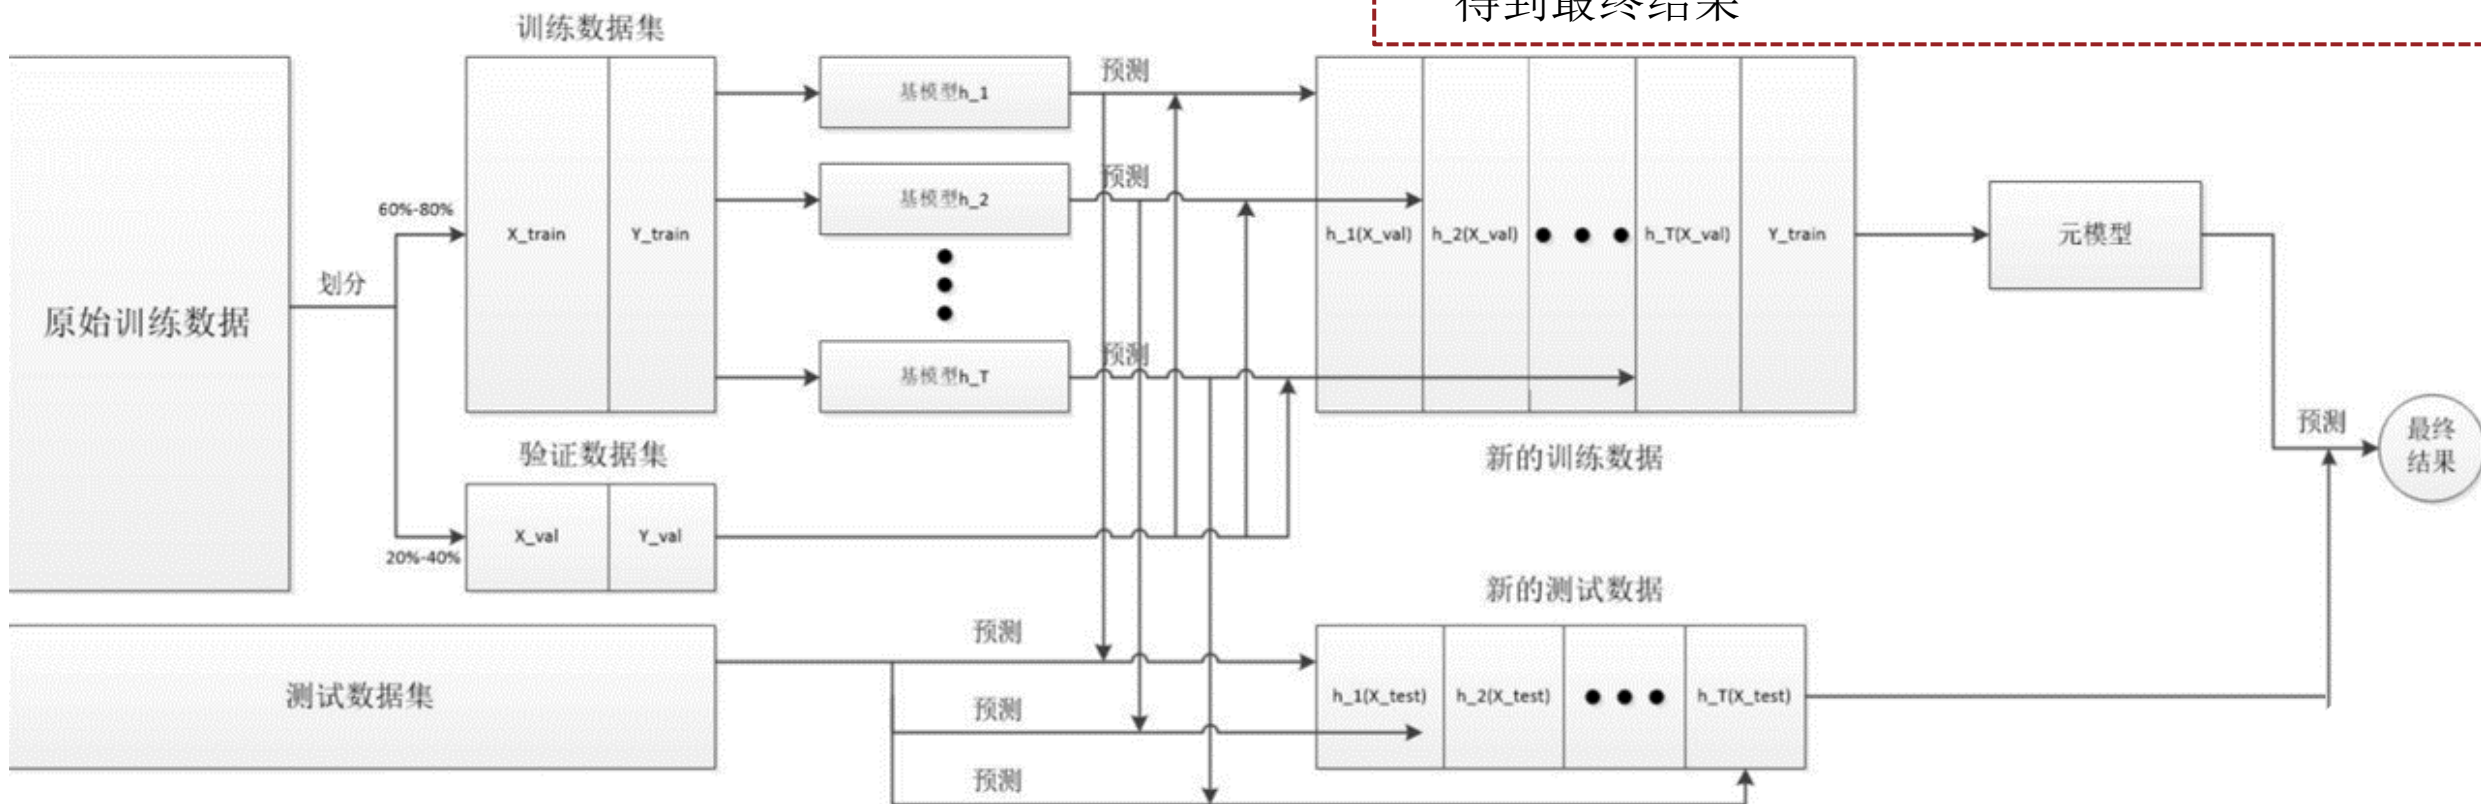 得到最终结果
训练数据集
原始训练数据
划分
60%-80%
20%-40%
X_train
Y_train
验证数据集
X_val
Y_val
基模型h_1
基模型h_2
基模型h_T
预测
预测
预测
h_1(X_val)
h_2(X_val)
h_T(X_val)
Y_train
新的训练数据
元模型
预测
最终
结果
测试数据集
预测
预测
预测
新的测试数据
h_1(X_test)
h_2(X_test)
h_T(X_test)